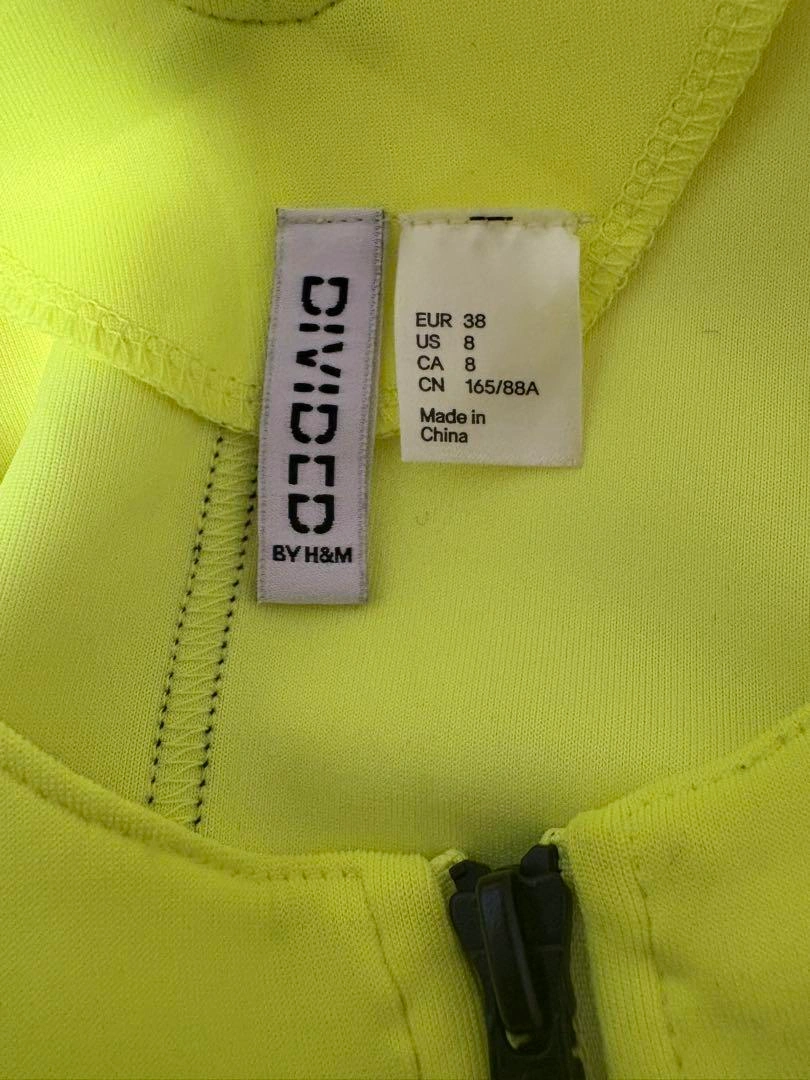 DIVIDED
BY H&M
EUR 38
US 8
CA 8
CN 165/88A
Made in
China